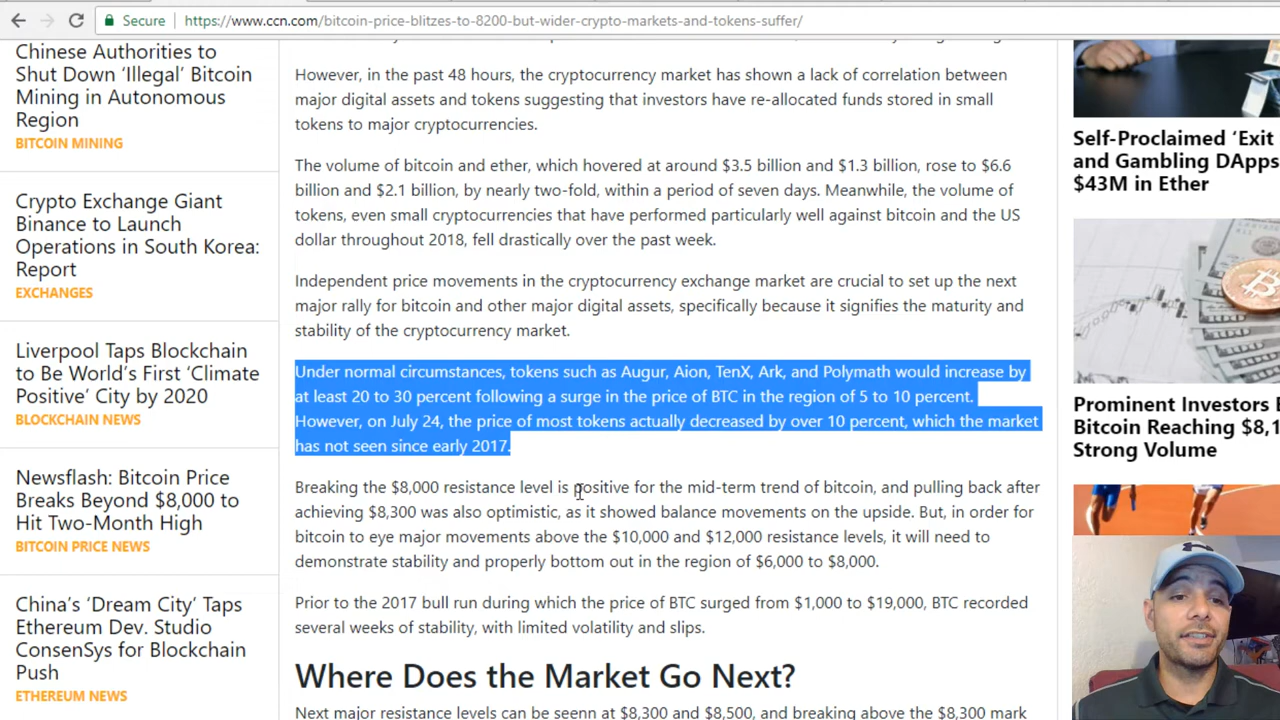 Secure https://www.ccn.com/bitcoin-price-blitzes-to-8200-but-wider-crypto-markets-and-tokens-suffer/
Chinese Authorities to
Shut Down ‘Illegal’ Bitcoin
Mining in Autonomous
Region
BITCOIN MINING
Crypto Exchange Giant
Binance to Launch
Operations in South Korea:
Report
EXCHANGES
Liverpool Taps Blockchain
to Be World’s First ‘Climate
Positive’ City by 2020
BLOCKCHAIN NEWS
Newsflash: Bitcoin Price
Breaks Beyond $8,000 to
Hit Two-Month High
BITCOIN PRICE NEWS
China’s ‘Dream City’ Taps
Ethereum Dev. Studio
ConsenSys for Blockchain
Push
ETHEREUM NEWS
However, in the past 48 hours, the cryptocurrency market has shown a lack of correlation between
major digital assets and tokens suggesting that investors have re-allocated funds stored in small
tokens to major cryptocurrencies.
The volume of bitcoin and ether, which hovered at around $3.5 billion and $1.3 billion, rose to $6.6
billion and $2.1 billion, by nearly two-fold, within a period of seven days. Meanwhile, the volume of
tokens, even small cryptocurrencies that have performed particularly well against bitcoin and the US
dollar throughout 2018, fell drastically over the past week.
Independent price movements in the cryptocurrency exchange market are crucial to set up the next
major rally for bitcoin and other major digital assets, specifically because it signifies the maturity and
stability of the cryptocurrency market.
Under normal circumstances, tokens such as Augur, Aion, TenX, Ark, and Polymath would increase by
at least 20 to 30 percent following a surge in the price of BTC in the region of 5 to 10 percent.
However, on July 24, the price of most tokens actually decreased by over 10 percent, which the market
has not seen since early 2017.
Breaking the $8,000 resistance level is positive for the mid-term trend of bitcoin, and pulling back after
achieving $8,300 was also optimistic, as it showed balance movements on the upside. But, in order for
bitcoin to eye major movements above the $10,000 and $12,000 resistance levels, it will need to
demonstrate stability and properly bottom out in the region of $6,000 to $8,000.
Prior to the 2017 bull run during which the price of BTC surged from $1,000 to $19,000, BTC recorded
several weeks of stability, with limited volatility and slips.
Where Does the Market Go Next?
Next major resistance levels can be seenn at $8,300 and $8,500, and breaking above the $8,300 mark
Self-Proclaimed ‘Exit
and Gambling DApps
$43M in Ether
Prominent Investors
Bitcoin Reaching $8,1
Strong Volume